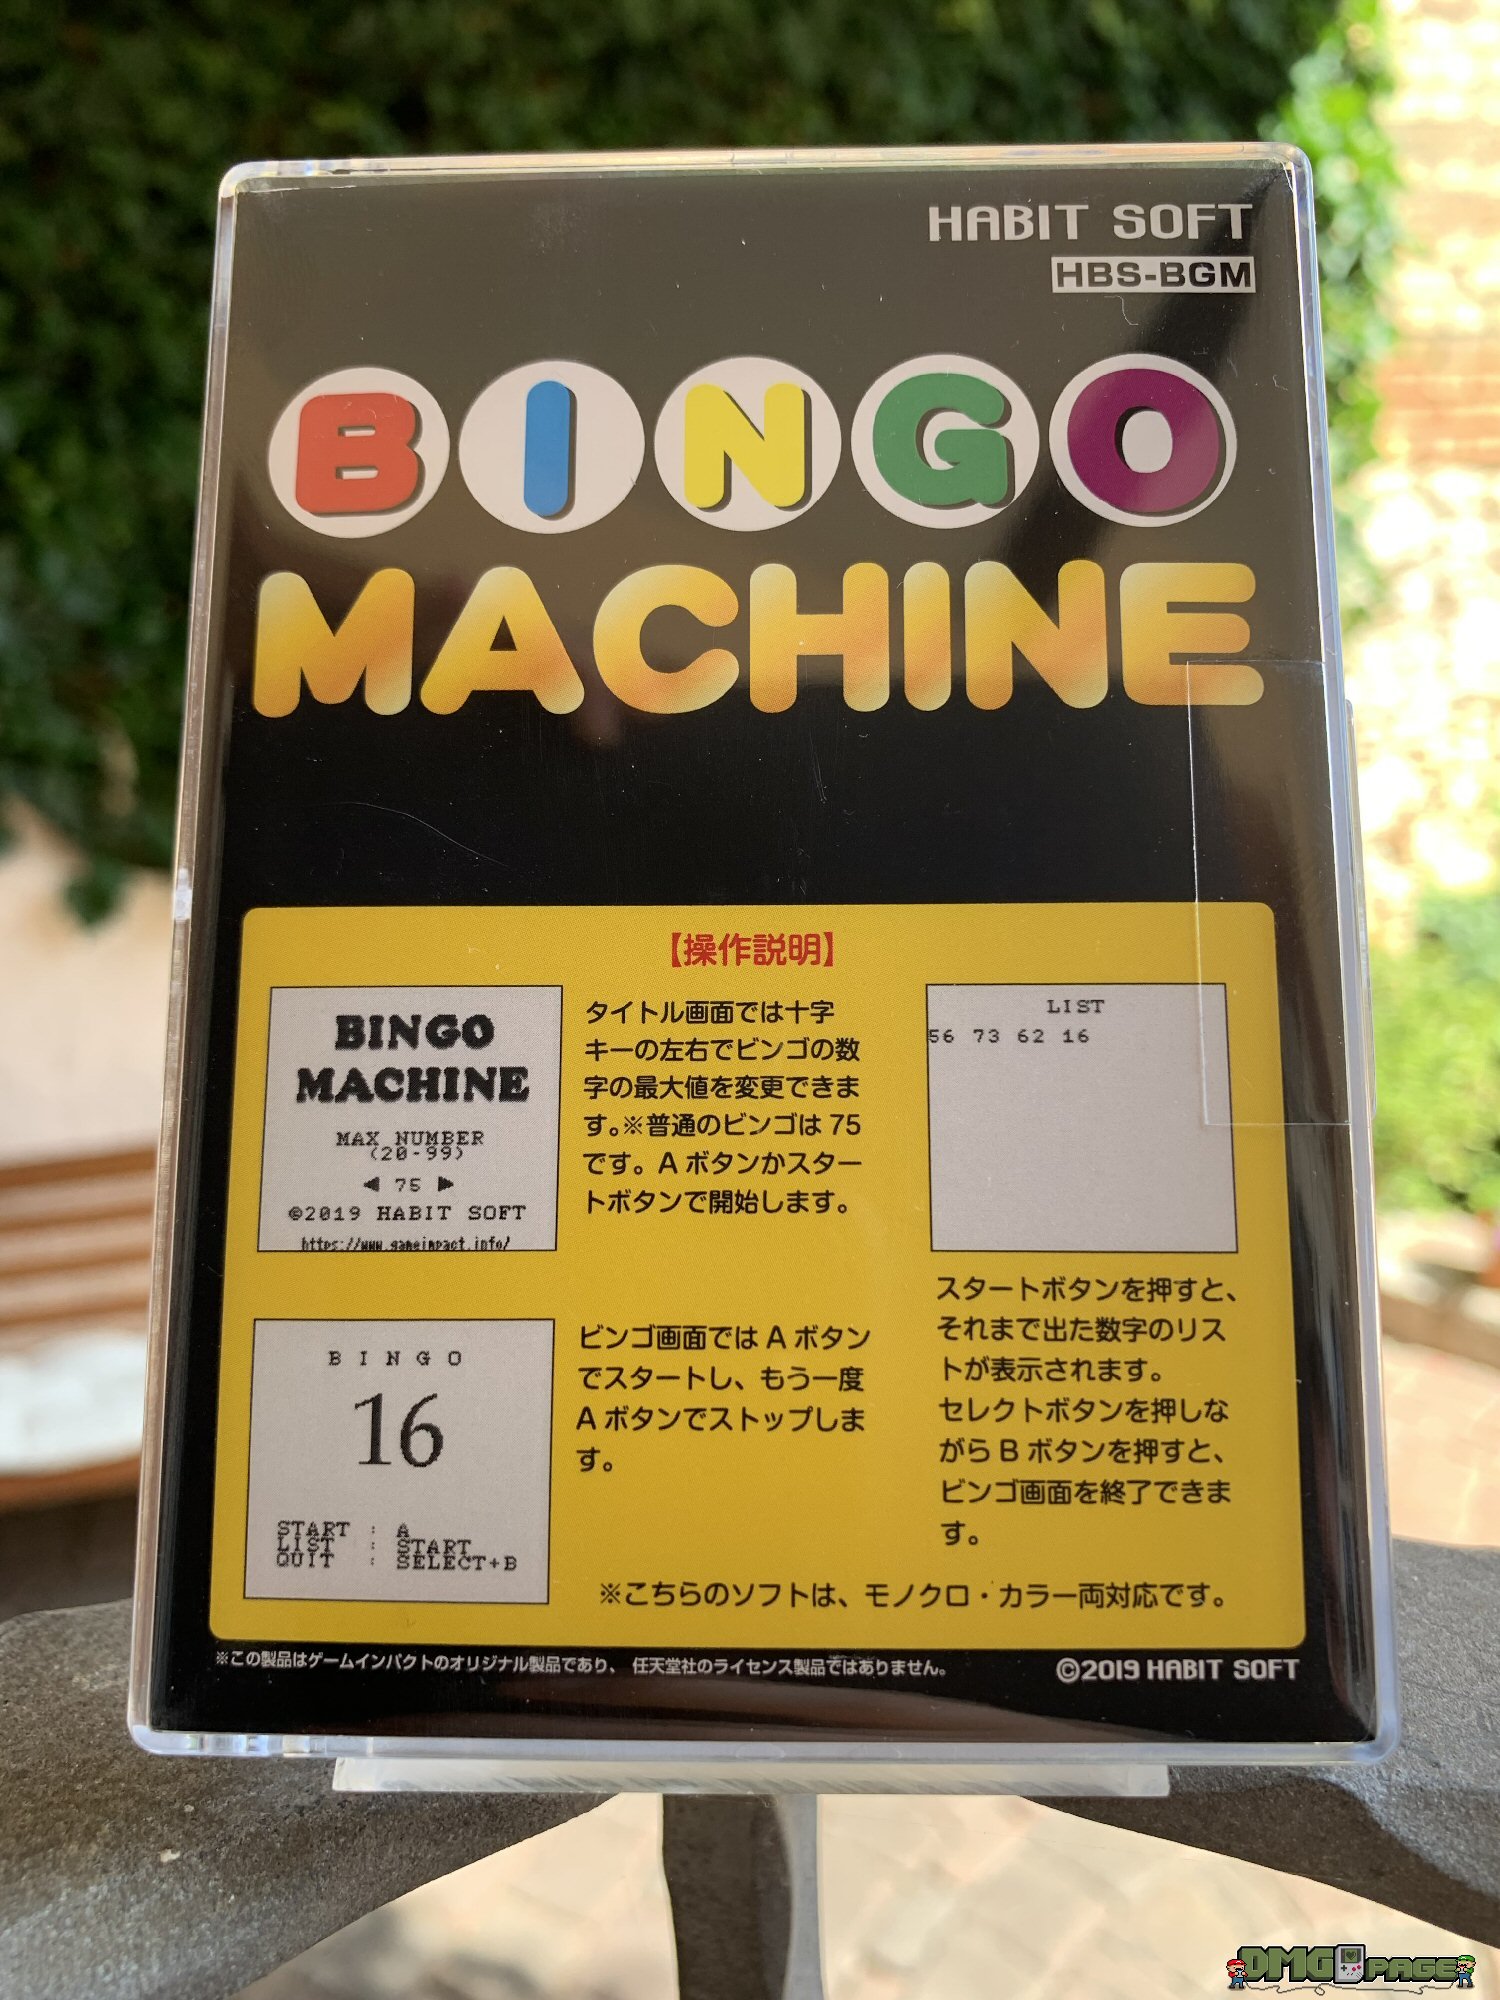 HABIT SOFT
HBS-BGM
BINGO
MACHINE
【操作説明】
BINGO
MACHINE
MAX NUMBER
(20-99)
◀ 75 ▶
©2019 HABIT SOFT
https://www.gameimpact.info/
タイトル画面では十字
キーの左右でビンゴの数
字の最大値を変更できま
す。※普通のビンゴは 75
です。A ボタンかスター
トボタンで開始します。
BINGO
16
START : A
LIST : START
QUIT : SELECT+B
ビンゴ画面では A ボタン
でスタートし、もう一度
A ボタンでストップしま
す。
LIST
56 73 62 16
スタートボタンを押すと、
それまで出た数字のリス
トが表示されます。
セレクトボタンを押しな
がら B ボタンを押すと、
ビンゴ画面を終了できま
す。
※こちらのソフトは、モノクロ・カラー両対応です。
※この製品はゲームインパクトのオリジナル製品であり、任天堂社のライセンス製品ではありません。
©2019 HABIT SOFT
DMG PAGE